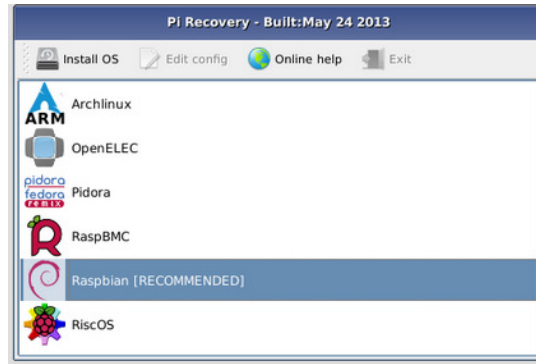 Pi Recovery - Built:May 24 2013
Install OS Edit config Online help Exit
ARM
Archlinux
OpenELEC
pidora
fedora
remix
Pidora
RaspBMC
Raspbian [RECOMMENDED]
RiscOS